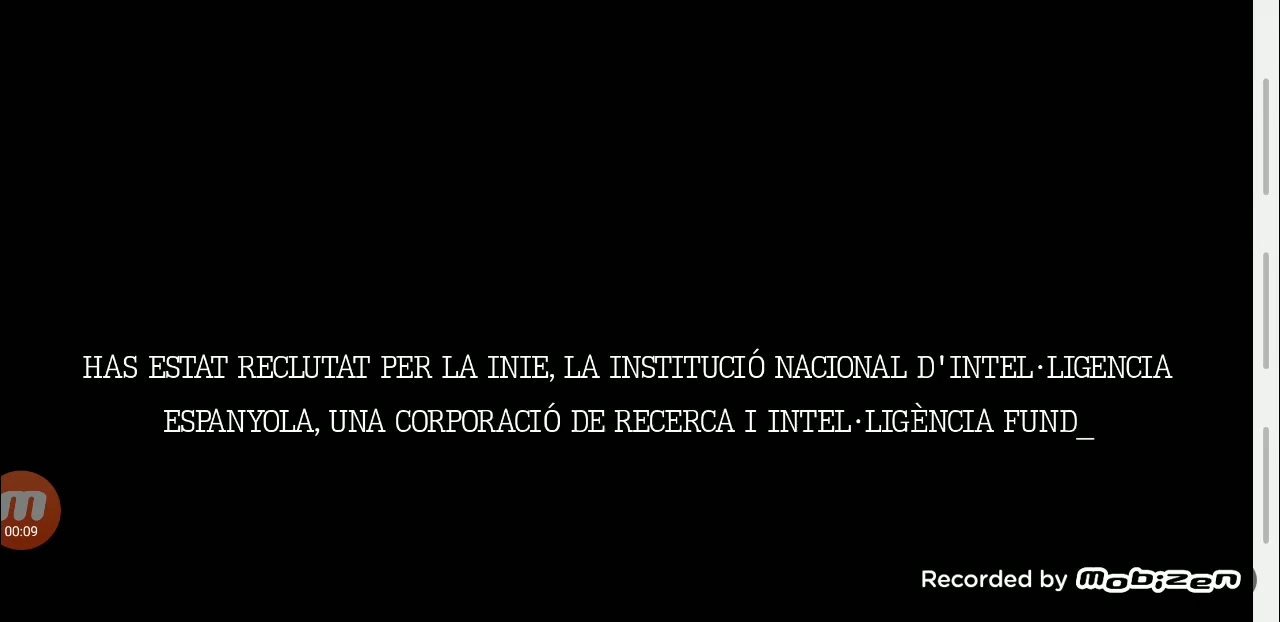 HAS ESTAT RECLUTAT PER LA INIE, LA INSTITUCIÓ NACIONAL D'INTEL·LIGENCIA
ESPANYOLA, UNA CORPORACIÓ DE RECERCA I INTEL·LIGÈNCIA FUND_
m
00:09
Recorded by mobizen